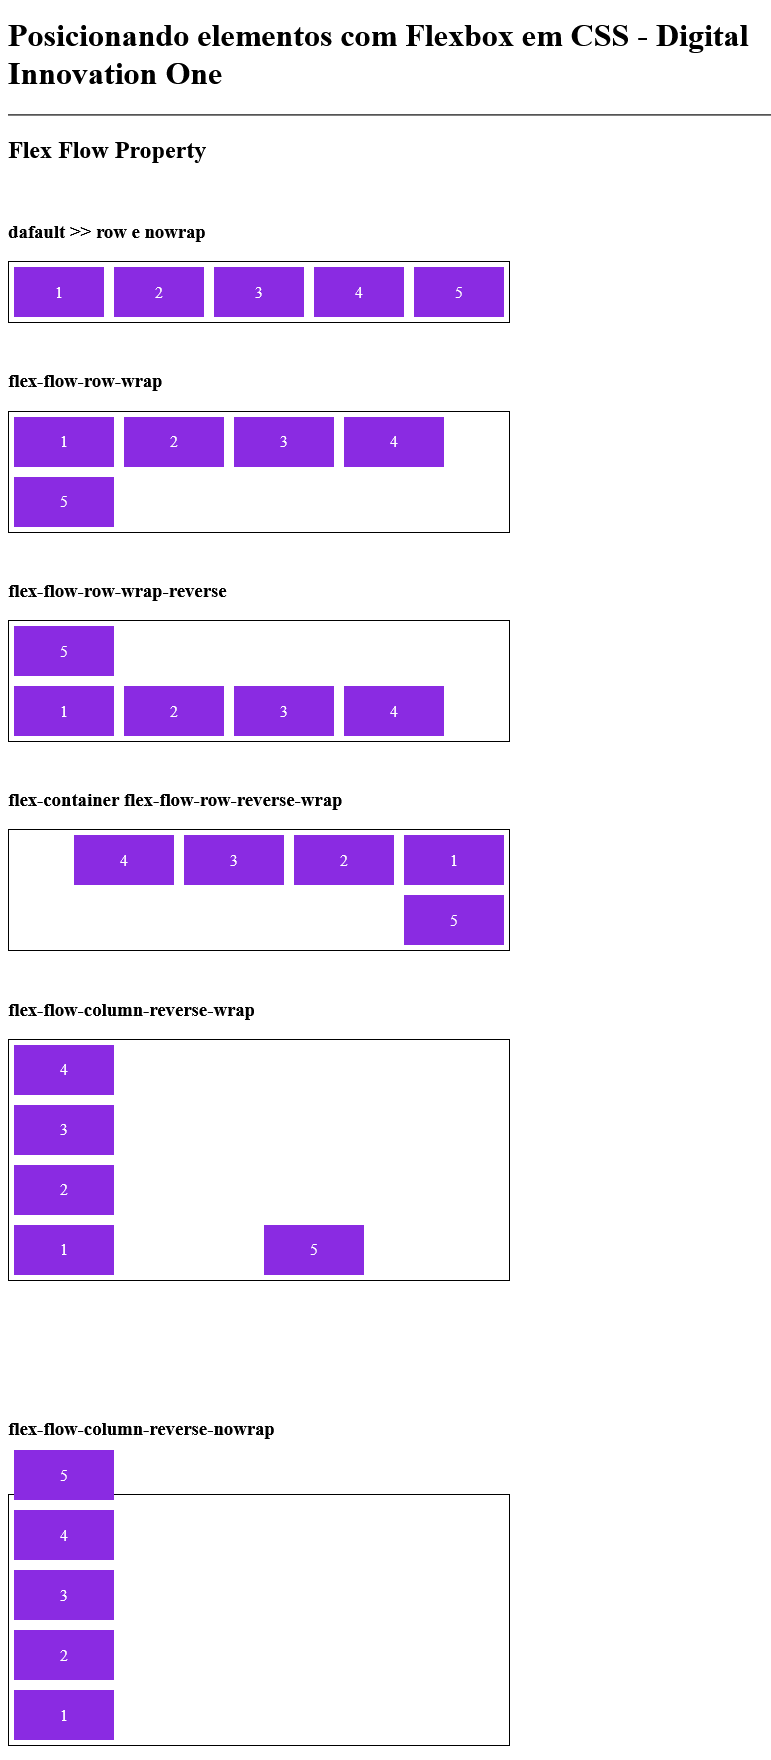 Posicionando elementos com Flexbox em CSS - Digital
Innovation One
Flex Flow Property
dafault >> row e nowrap
1 2 3 4 5
flex-flow-row-wrap
1 2 3 4
5
flex-flow-row-wrap-reverse
5
1 2 3 4
flex-container flex-flow-row-reverse-wrap
4 3 2 1
5
flex-flow-column-reverse-wrap
4
3
2
1 5
flex-flow-column-reverse-nowrap
5
4
3
2
1